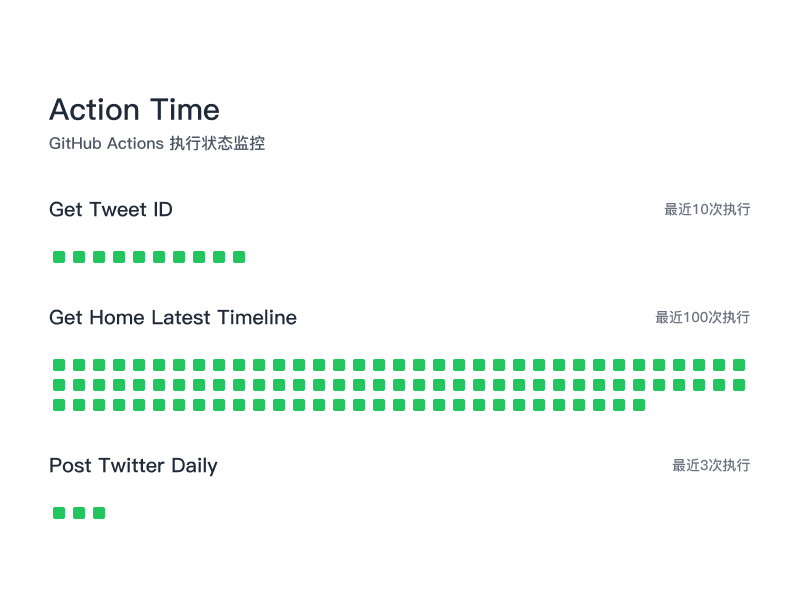 Action Time
GitHub Actions 执行状态监控
Get Tweet ID
最近10次执行
Get Home Latest Timeline
最近100次执行
Post Twitter Daily
最近3次执行